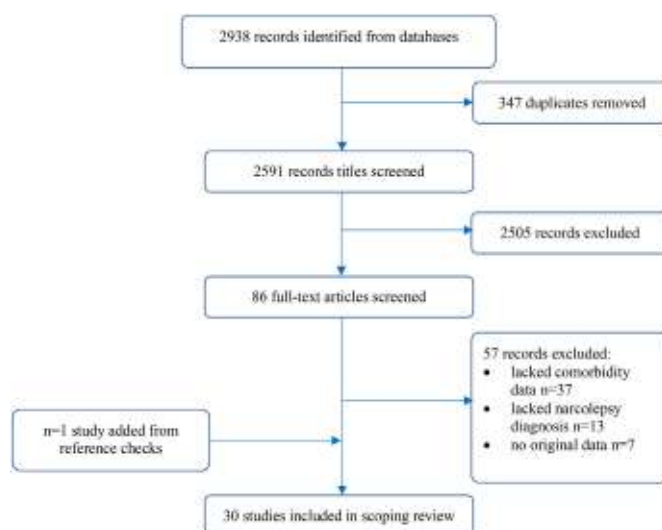 2938 records identified from databases
347 duplicates removed
2591 records titles screened
2505 records excluded
86 full-text articles screened
57 records excluded:
• lacked comorbidity
data n=37
• lacked narcolepsy
diagnosis n=13
• no original data n=7
n=1 study added from
reference checks
30 studies included in scoping review